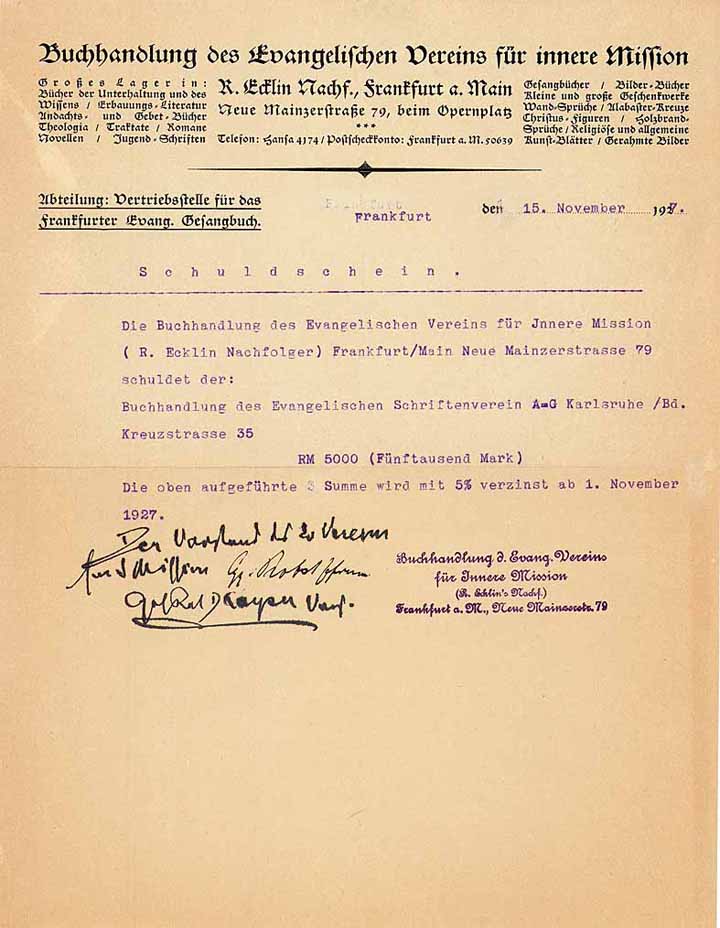 Buchhandlung des Evangelischen Vereins für innere Mission
Großes Lager in:
Bücher der Unterhaltung und des
Wissens / Erbauungs-Literatur
Andachts- und Gebet-Bücher
Theologia / Traktate / Romane
Novellen / Jugend-Schriften
R. Ecklin Nachf., Frankfurt a. Main
Neue Mainzerstraße 79, beim Opernplatz
***
Telefon: Hansa 4174 / Postscheckkonto: Frankfurt a. M. 50639
Gesangbücher / Bilder-Bücher
Kleine und große Geschenkwerke
Wand-Sprüche / Alabaster-Kreuze
Christus-Figuren / Holzbrand-
Sprüche / Religiöse und allgemeine
Kunst-Blätter / Gerahmte Bilder
Abteilung: Vertriebsstelle für das
Frankfurter Evang. Gesangbuch.
Frankfurt
Frankfurt den 15. November 1927.
Schuldschein.
Die Buchhandlung des Evangelischen Vereins für Jnnere Mission
( R. Ecklin Nachfolger) Frankfurt/Main Neue Mainzerstrasse 79
schuldet der:
Buchhandlung des Evangelischen Schriftenverein A=G Karlsruhe /Bd.
Kreuzstrasse 35
RM 5000 (Fünftausend Mark)
Die oben aufgeführte Summe wird mit 5% verzinst ab 1. November
1927.
Der Vorstand des Ev Vereins
Mission
Buchhandlung d. Evang. Vereins
für Innere Mission
(R. Ecklin's Nachf.)
Frankfurt a. M., Neue Mainzerstr. 79